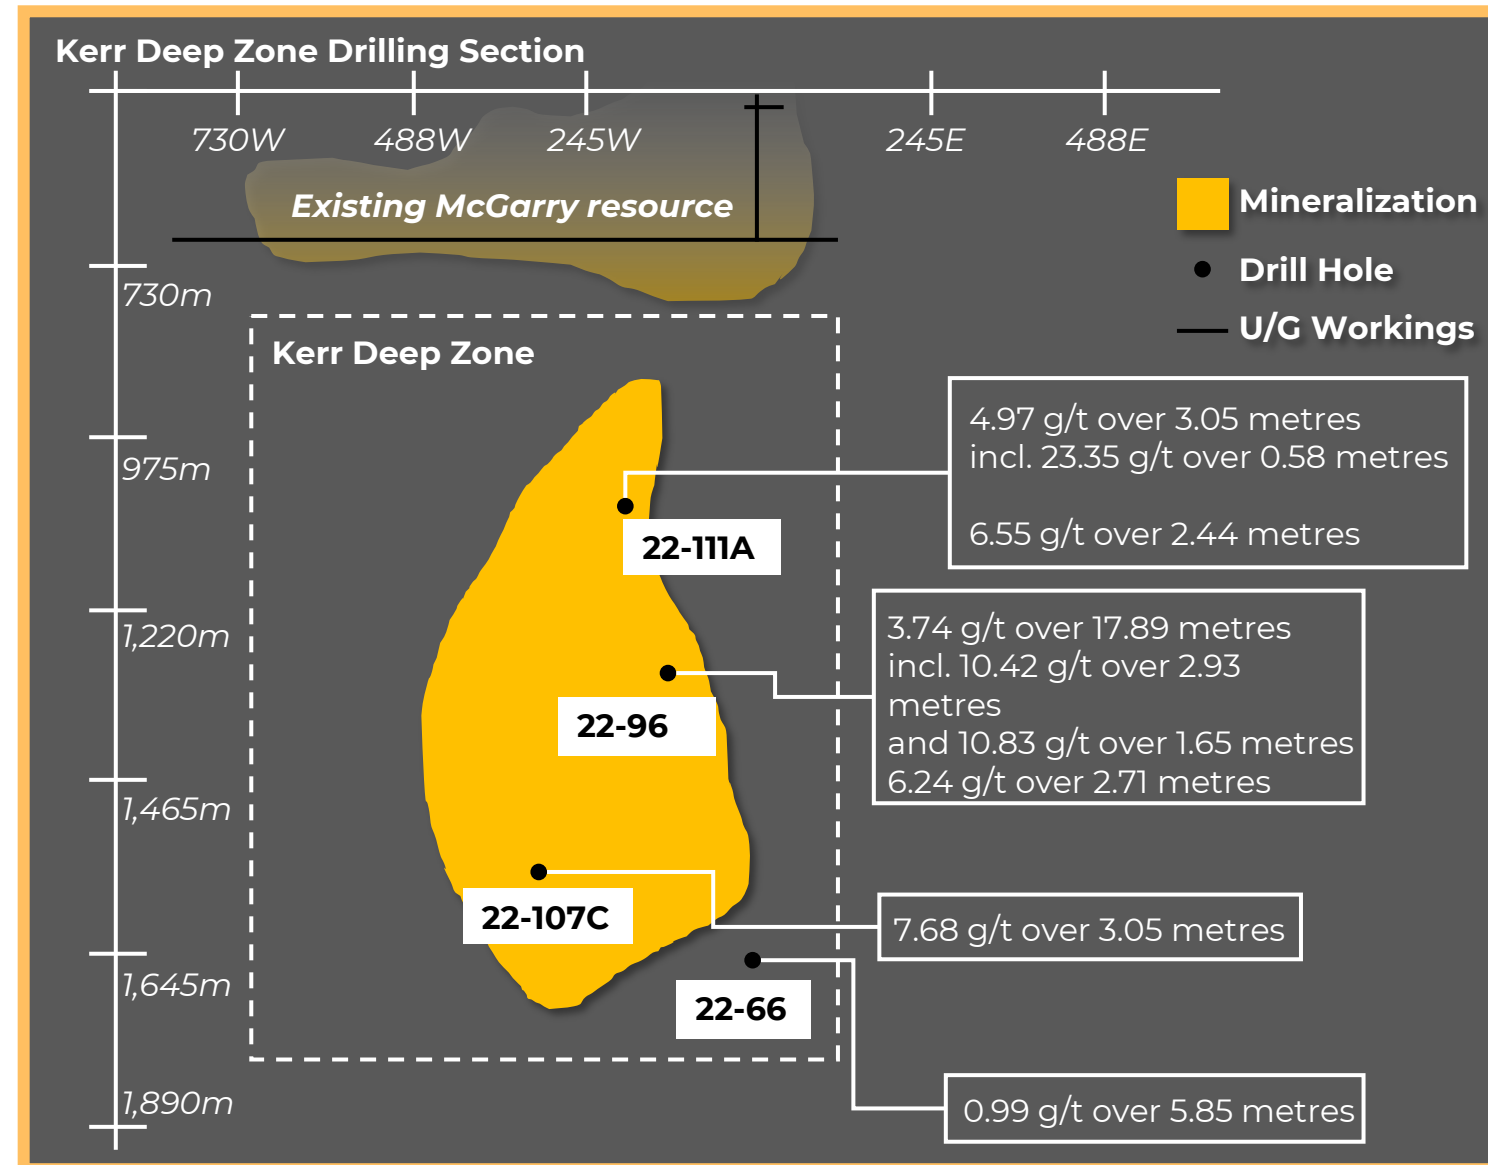 Kerr Deep Zone Drilling Section
730W
488W
245W
245E
488E
Existing McGarry resource
Mineralization
Drill Hole
U/G Workings
730m
Kerr Deep Zone
975m
4.97 g/t over 3.05 metres
incl. 23.35 g/t over 0.58 metres
6.55 g/t over 2.44 metres
22-111A
1,220m
3.74 g/t over 17.89 metres
incl. 10.42 g/t over 2.93
metres
and 10.83 g/t over 1.65 metres
6.24 g/t over 2.71 metres
22-96
1,465m
22-107C
7.68 g/t over 3.05 metres
1,645m
22-66
1,890m
0.99 g/t over 5.85 metres